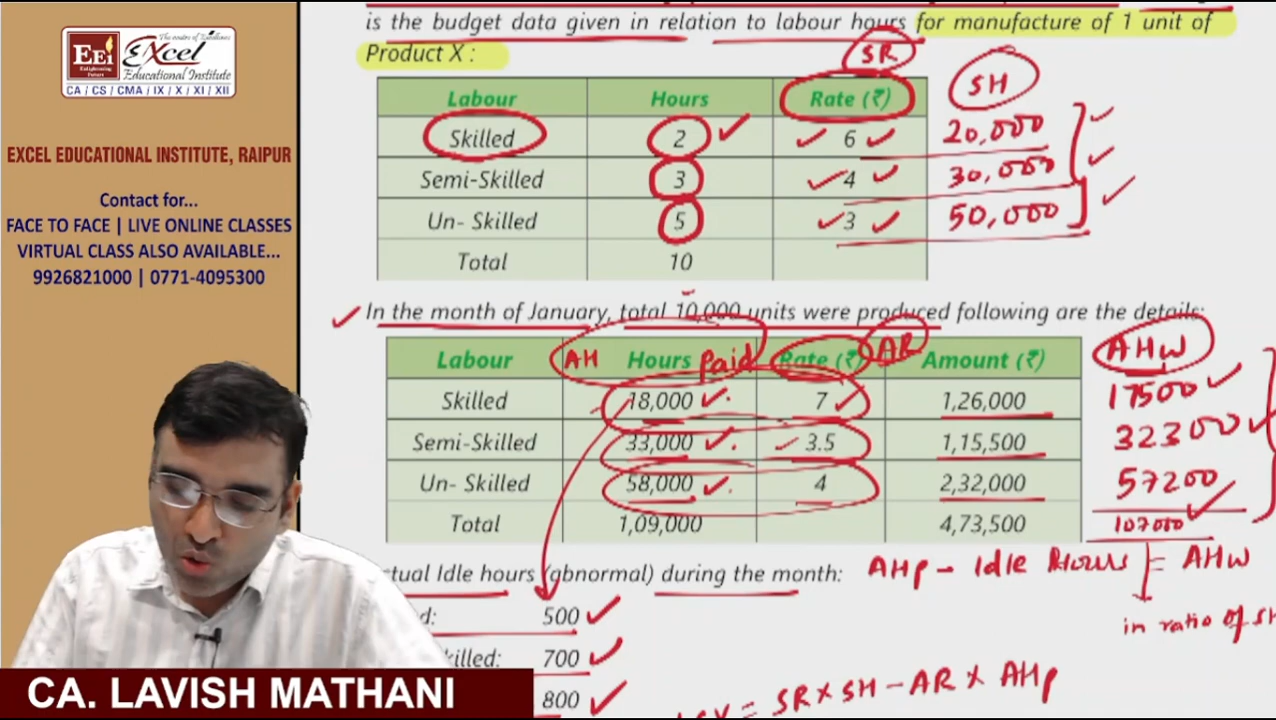 is the budget data given in relation to labour hours for manufacture of 1 unit of
Product X :
SR
SH
Labour Hours Rate (₹)
Skilled 2 6 20,000
Semi-Skilled 3 4 30,000
Un- Skilled 5 3 50,000
Total 10
In the month of January, total 10,000 units were produced following are the details:
Labour AH Hours Paid Rate (₹) AR Amount (₹) AHW
Skilled 18,000 7 1,26,000 17500
Semi-Skilled 33,000 3.5 1,15,500 32300
Un- Skilled 58,000 4 2,32,000 57200
Total 1,09,000 4,73,500 107000
tual Idle hours (abnormal) during the month: AHp - Idle Hours = AHW
in ratio of SH
d: 500
killed: 700
800
= SR x SH - AR x AHp
EEi
Enlightening Future
The centre of Excellence
Excel
Educational Institute
CA / CS / CMA / IX / X / XI / XII
EXCEL EDUCATIONAL INSTITUTE, RAIPUR
Contact for...
FACE TO FACE | LIVE ONLINE CLASSES
VIRTUAL CLASS ALSO AVAILABLE...
9926821000 | 0771-4095300
CA. LAVISH MATHANI